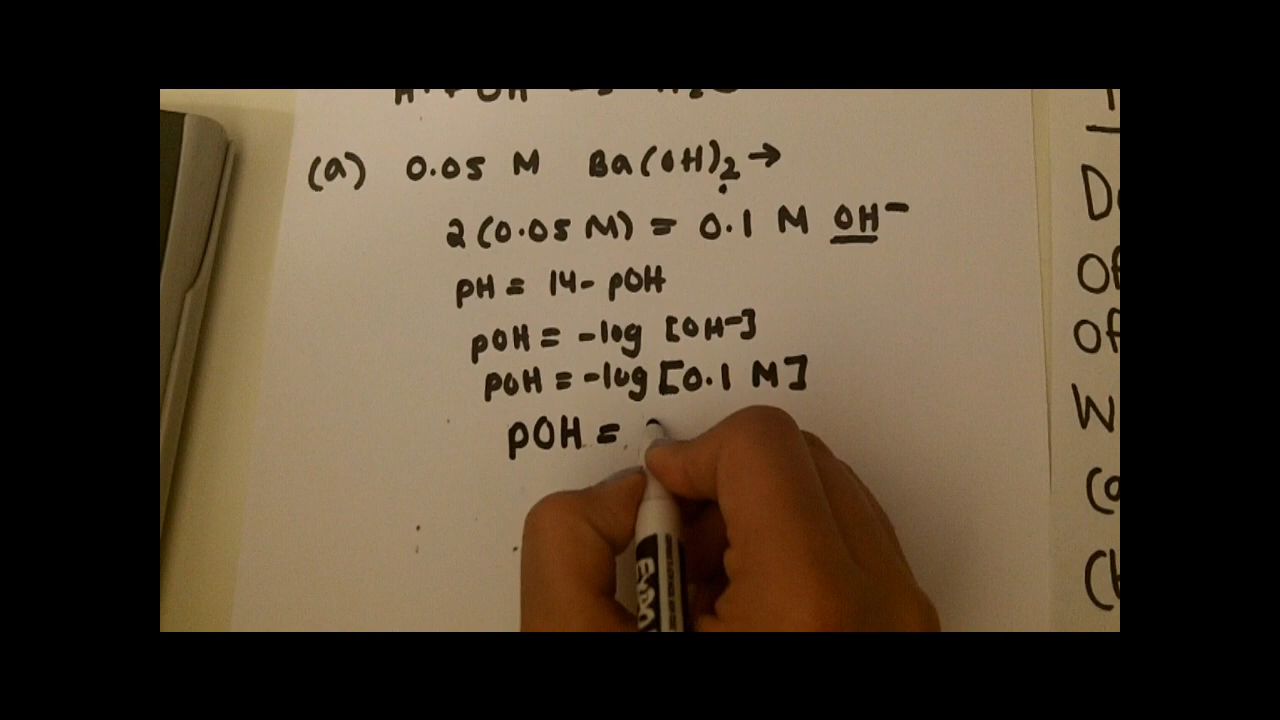 (a) 0.05 M Ba(OH)₂ →
2(0.05 M) = 0.1 M OH⁻
pH = 14 - pOH
pOH = -log [OH⁻]
pOH = -log [0.1 M]
pOH =
EXPO